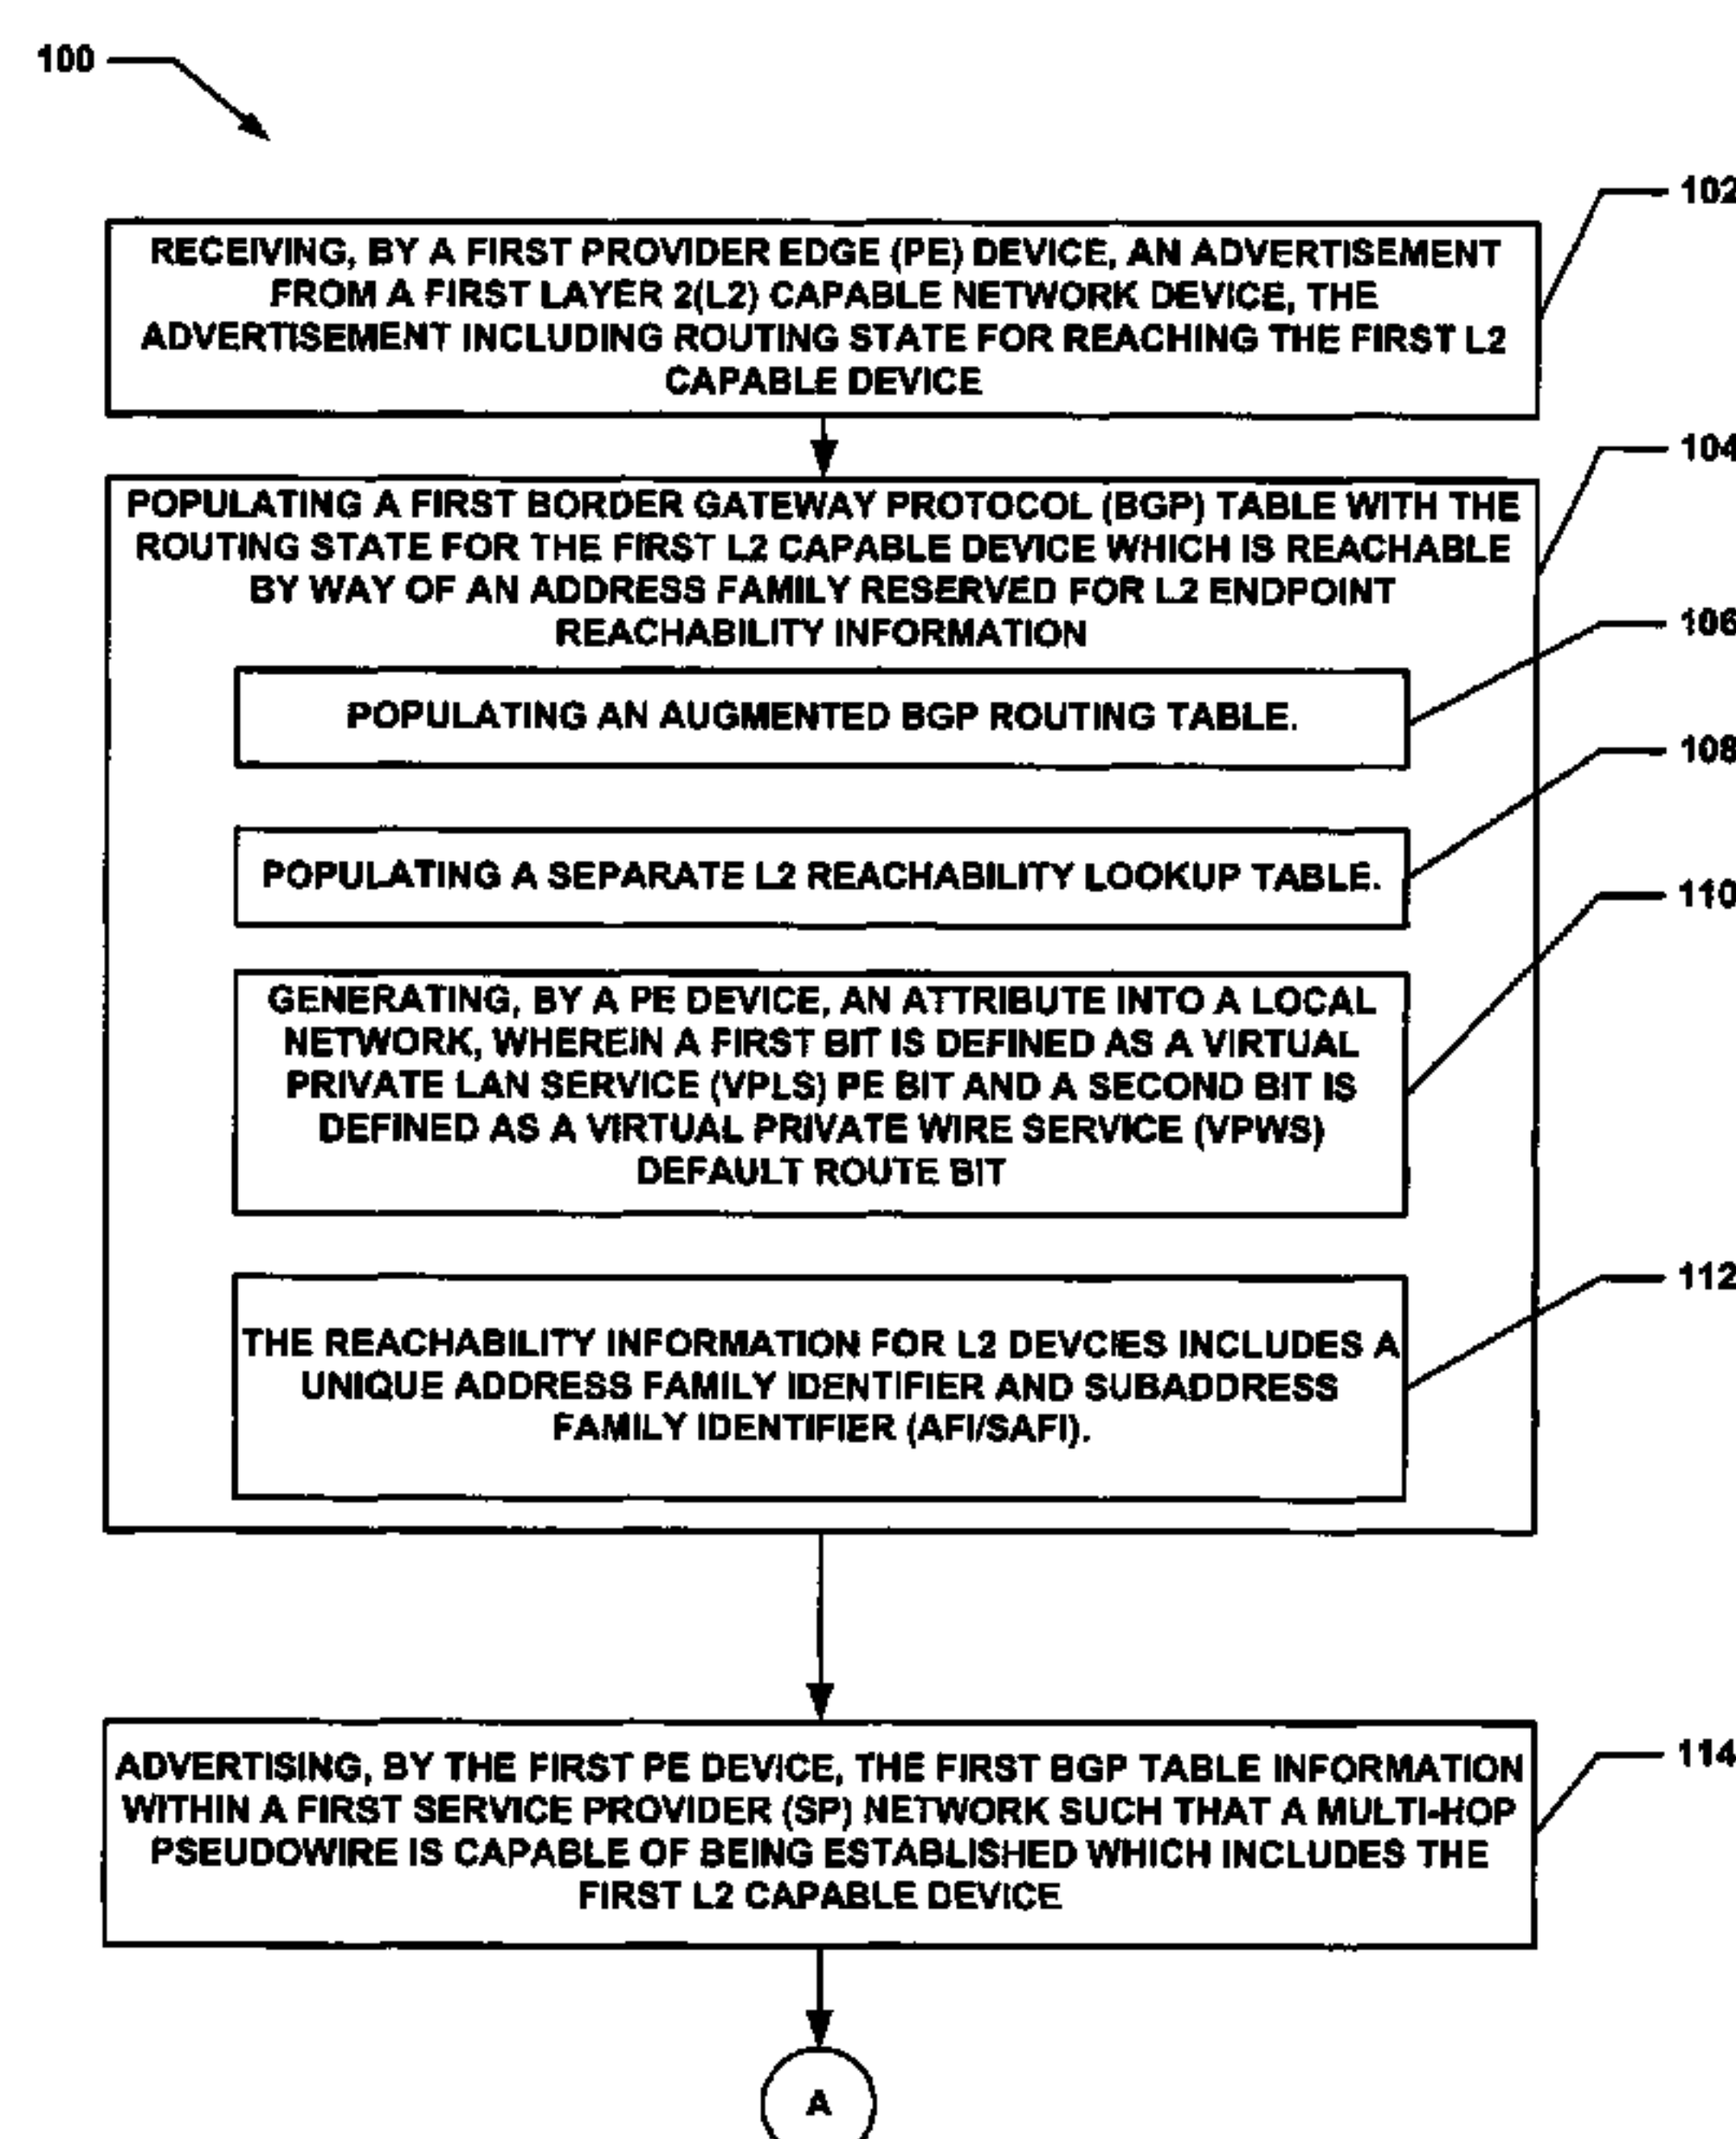 100
102
RECEIVING, BY A FIRST PROVIDER EDGE (PE) DEVICE, AN ADVERTISEMENT
FROM A FIRST LAYER 2(L2) CAPABLE NETWORK DEVICE, THE
ADVERTISEMENT INCLUDING ROUTING STATE FOR REACHING THE FIRST L2
CAPABLE DEVICE
104
POPULATING A FIRST BORDER GATEWAY PROTOCOL (BGP) TABLE WITH THE
ROUTING STATE FOR THE FIRST L2 CAPABLE DEVICE WHICH IS REACHABLE
BY WAY OF AN ADDRESS FAMILY RESERVED FOR L2 ENDPOINT
REACHABILITY INFORMATION
106
POPULATING AN AUGMENTED BGP ROUTING TABLE.
108
POPULATING A SEPARATE L2 REACHABILITY LOOKUP TABLE.
110
GENERATING, BY A PE DEVICE, AN ATTRIBUTE INTO A LOCAL
NETWORK, WHEREIN A FIRST BIT IS DEFINED AS A VIRTUAL
PRIVATE LAN SERVICE (VPLS) PE BIT AND A SECOND BIT IS
DEFINED AS A VIRTUAL PRIVATE WIRE SERVICE (VPWS)
DEFAULT ROUTE BIT
112
THE REACHABILITY INFORMATION FOR L2 DEVCIES INCLUDES A
UNIQUE ADDRESS FAMILY IDENTIFIER AND SUBADDRESS
FAMILY IDENTIFIER (AFI/SAFI).
114
ADVERTISING, BY THE FIRST PE DEVICE, THE FIRST BGP TABLE INFORMATION
WITHIN A FIRST SERVICE PROVIDER (SP) NETWORK SUCH THAT A MULTI-HOP
PSEUDOWIRE IS CAPABLE OF BEING ESTABLISHED WHICH INCLUDES THE
FIRST L2 CAPABLE DEVICE
A